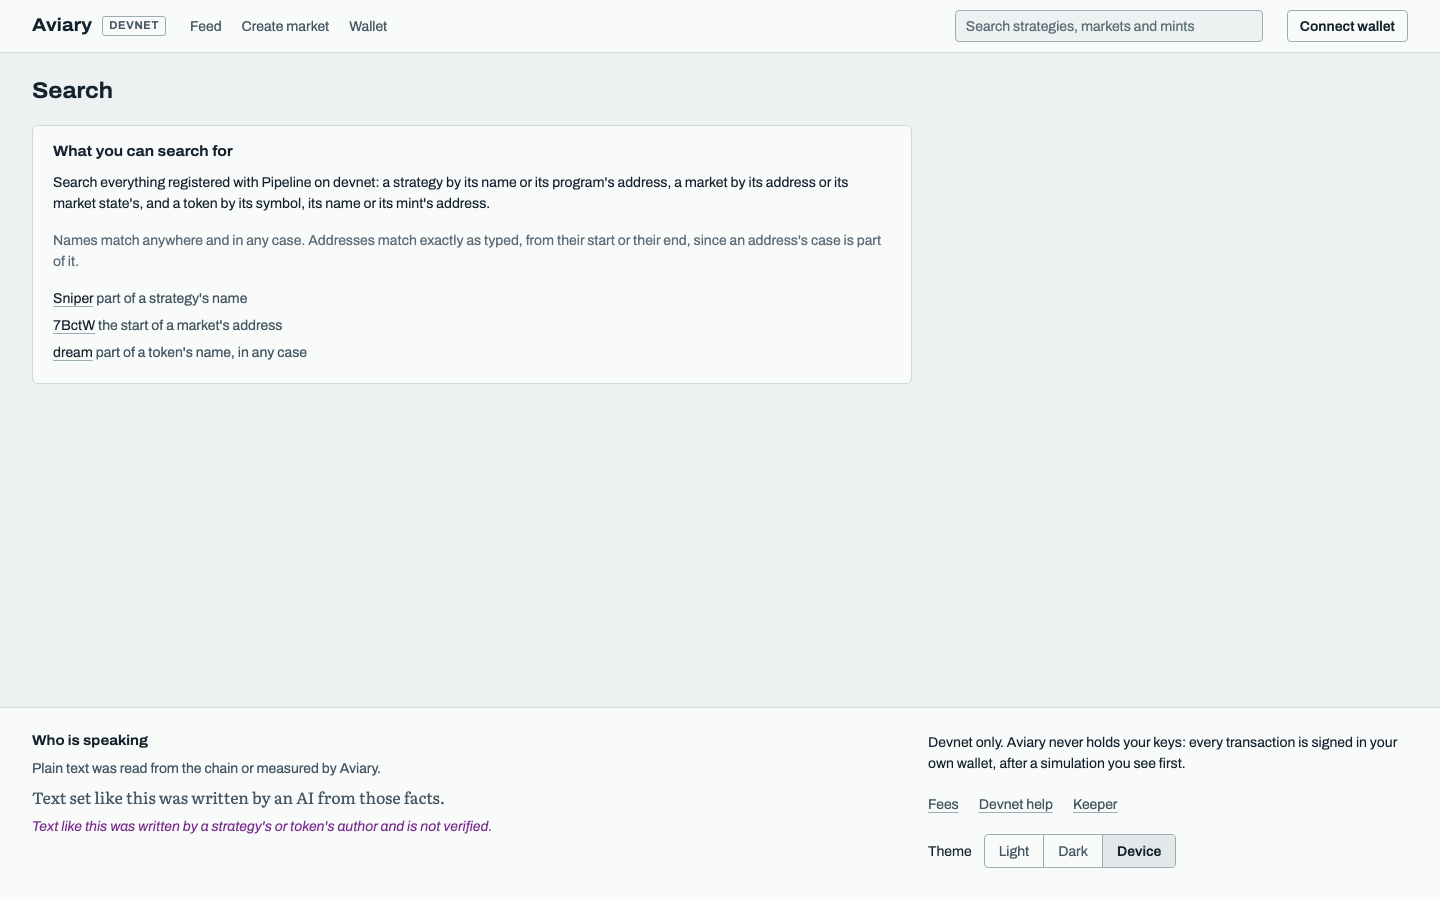 Aviary DEVNET Feed Create market Wallet Search strategies, markets and mints Connect wallet
Search
What you can search for
Search everything registered with Pipeline on devnet: a strategy by its name or its program's address, a market by its address or its
market state's, and a token by its symbol, its name or its mint's address.
Names match anywhere and in any case. Addresses match exactly as typed, from their start or their end, since an address's case is part
of it.
Sniper part of a strategy's name
7BctW the start of a market's address
dream part of a token's name, in any case
Who is speaking
Plain text was read from the chain or measured by Aviary.
Text set like this was written by an AI from those facts.
Text like this was written by a strategy's or token's author and is not verified.
Devnet only. Aviary never holds your keys: every transaction is signed in your
own wallet, after a simulation you see first.
Fees Devnet help Keeper
Theme Light Dark Device